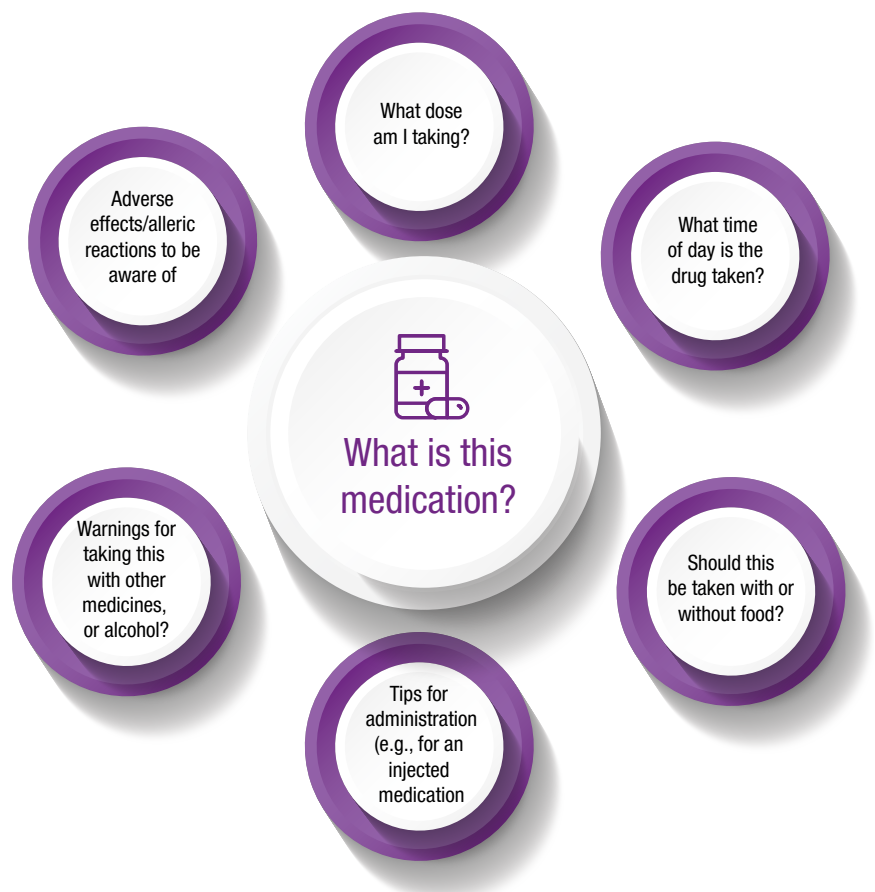 What dose
am I taking?
Adverse
effects/alleric
reactions to be
aware of
What time
of day is the
drug taken?
What is this
medication?
Warnings for
taking this
with other
medicines,
or alcohol?
Should this
be taken with or
without food?
Tips for
administration
(e.g., for an
injected
medication